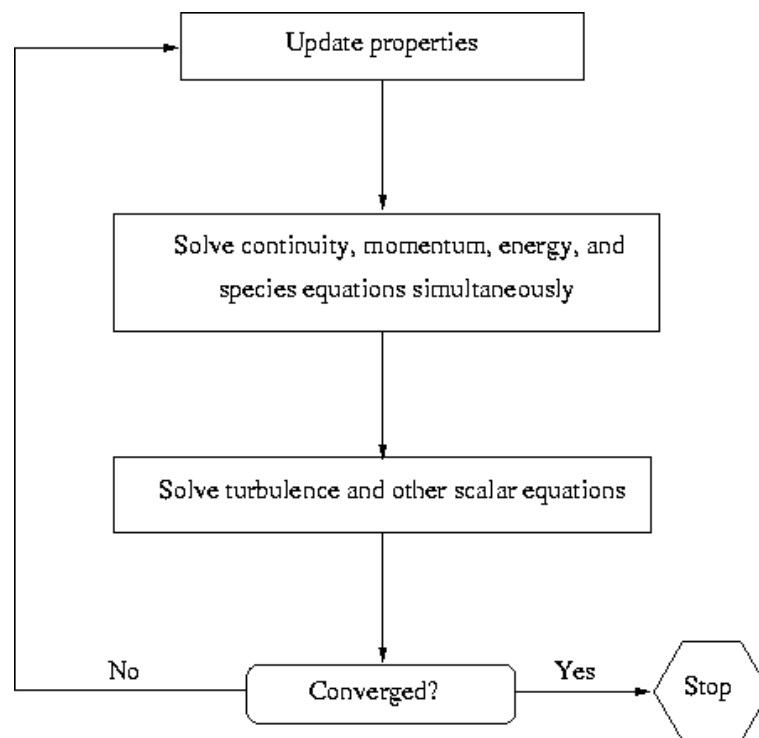 Update properties
Solve continuity, momentum, energy, and
species equations simultaneously
Solve turbulence and other scalar equations
No
Converged?
Yes
Stop